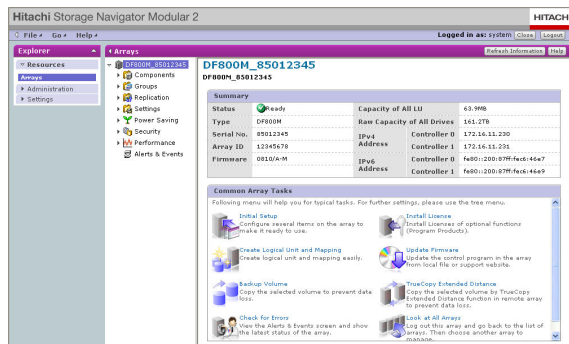 Hitachi Storage Navigator Modular 2
HITACHI
File Go Help
Logged in as: system Close Logout
Explorer
Arrays
Refresh Information Help
Resources
Arrays
Administration
Settings
DF800M_85012345
Components
Groups
Replication
Settings
Power Saving
Security
Performance
Alerts & Events
DF800M_85012345
DF800M_85012345
Summary
Status Ready Capacity of All LU 63.9MB
Type DF800M Raw Capacity of All Drives 161.2TB
Serial No. 85012345 IPv4 Address Controller 0 172.16.11.230
Array ID 12345678 Controller 1 172.16.11.231
Firmware 0810/A-M IPv6 Address Controller 0 fe80::200:87ff:fec6:46e7
Controller 1 fe80::200:87ff:fec6:46e9
Common Array Tasks
Following menu will help you for typical tasks. For further settings, please use the tree menu.
Initial Setup
Configure several items on the array to
make it ready to use.
Install License
Install Licenses of optional functions
(Program Products).
Create Logical Unit and Mapping
Create logical unit and mapping easily.
Update Firmware
Update the control program in the array
from local file or support website.
Backup Volume
Copy the selected volume to prevent data
loss.
TrueCopy Extended Distance
Copy the selected volume by TrueCopy
Extended Distance function in remote array
to prevent data loss.
Check for Errors
View the Alerts & Events screen and show
the latest status of the array.
Look at All Arrays
Log out this array and go back to the list of
arrays. Then choose another array to
manage.